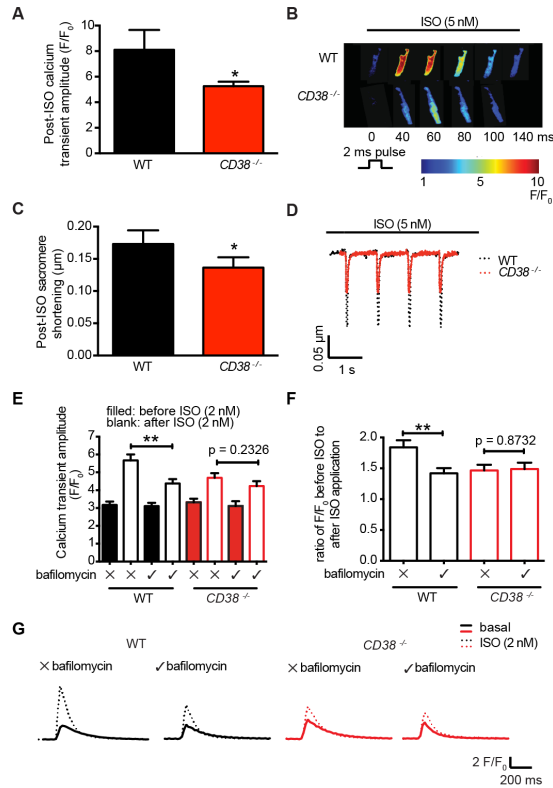 A
Post-ISO calcium
transient amplitude (F/F0)
10
8
6
4
2
0
*
WT
CD38 -/-
B
ISO (5 nM)
WT
CD38 -/-
0 40 60 80 100 140 ms
2 ms pulse
1 5 10
F/F0
C
Post-ISO sacromere
shortening (µm)
0.20
0.15
0.10
0.05
0.00
*
WT
CD38 -/-
D
ISO (5 nM)
WT
CD38 -/-
0.05 µm
1 s
E
filled: before ISO (2 nM)
blank: after ISO (2 nM)
Calcium transient amplitude
(F/F0)
7
6
5
4
3
2
1
0
**
p = 0.2326
bafilomycin × × ✓ ✓ × × ✓ ✓
WT
CD38 -/-
F
ratio of F/F0 before ISO to
after ISO application
2.0
1.5
1.0
0.5
0.0
**
p = 0.8732
bafilomycin × ✓ × ✓
WT
CD38 -/-
G
WT
CD38 -/-
basal
ISO (2 nM)
× bafilomycin
✓ bafilomycin
× bafilomycin
✓ bafilomycin
2 F/F0
200 ms